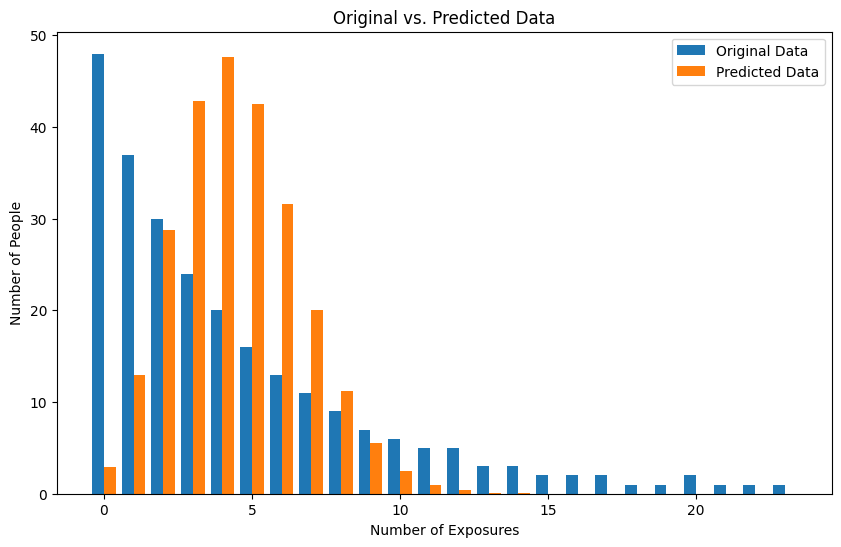 Original vs. Predicted Data
50
40
30
20
10
0
Number of People
Original Data
Predicted Data
0 5 10 15 20
Number of Exposures